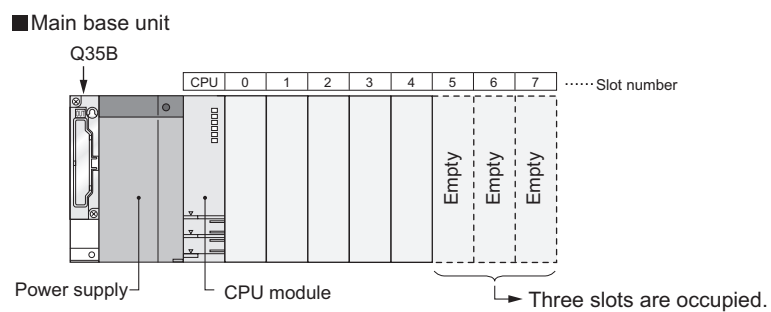 ■Main base unit
Q35B
CPU 0 1 2 3 4 5 6 7 ······Slot number
Empty Empty Empty
Power supply
CPU module
Three slots are occupied.